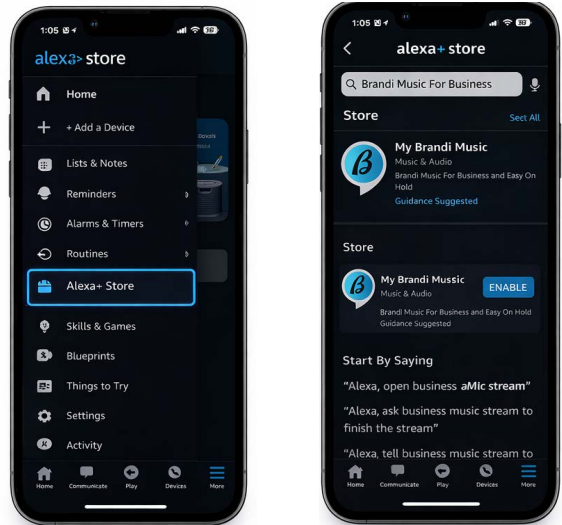 1:05
alexa> store
Home
+ Add a Device
Lists & Notes
Reminders
Alarms & Timers
Routines
Alexa+ Store
Skills & Games
Blueprints
Things to Try
Settings
Activity
Home Communicate Play Devices More
1:05
alexa+ store
Brandi Music For Business
Store Sect All
B
My Brandi Music
Music & Audio
Brandi Music For Business and Easy On
Hold
Guidance Suggested
Store
B
My Brandi Mussic
Music & Audio
ENABLE
Brandi Music For Business and Easy On Hold
Guidance Suggested
Start By Saying
“Alexa, open business aMic stream”
“Alexa, ask business music stream to
finish the stream”
“Alexa, tell business music stream to
Home Communicate Play Devices More